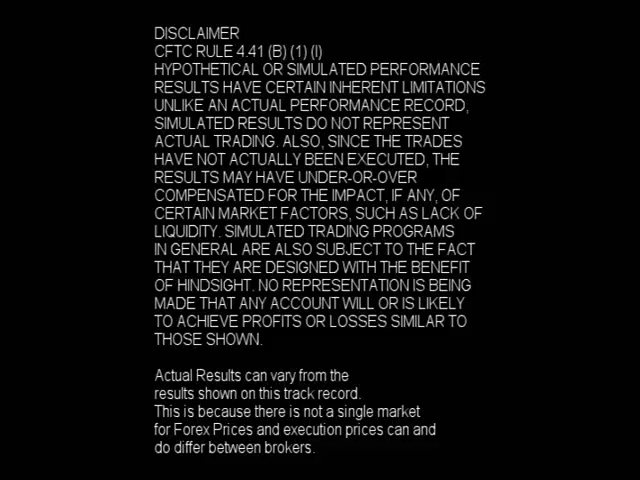 DISCLAIMER
CFTC RULE 4.41 (B) (1) (I)
HYPOTHETICAL OR SIMULATED PERFORMANCE
RESULTS HAVE CERTAIN INHERENT LIMITATIONS
UNLIKE AN ACTUAL PERFORMANCE RECORD,
SIMULATED RESULTS DO NOT REPRESENT
ACTUAL TRADING. ALSO, SINCE THE TRADES
HAVE NOT ACTUALLY BEEN EXECUTED, THE
RESULTS MAY HAVE UNDER-OR-OVER
COMPENSATED FOR THE IMPACT, IF ANY, OF
CERTAIN MARKET FACTORS, SUCH AS LACK OF
LIQUIDITY. SIMULATED TRADING PROGRAMS
IN GENERAL ARE ALSO SUBJECT TO THE FACT
THAT THEY ARE DESIGNED WITH THE BENEFIT
OF HINDSIGHT. NO REPRESENTATION IS BEING
MADE THAT ANY ACCOUNT WILL OR IS LIKELY
TO ACHIEVE PROFITS OR LOSSES SIMILAR TO
THOSE SHOWN.
Actual Results can vary from the
results shown on this track record.
This is because there is not a single market
for Forex Prices and execution prices can and
do differ between brokers.